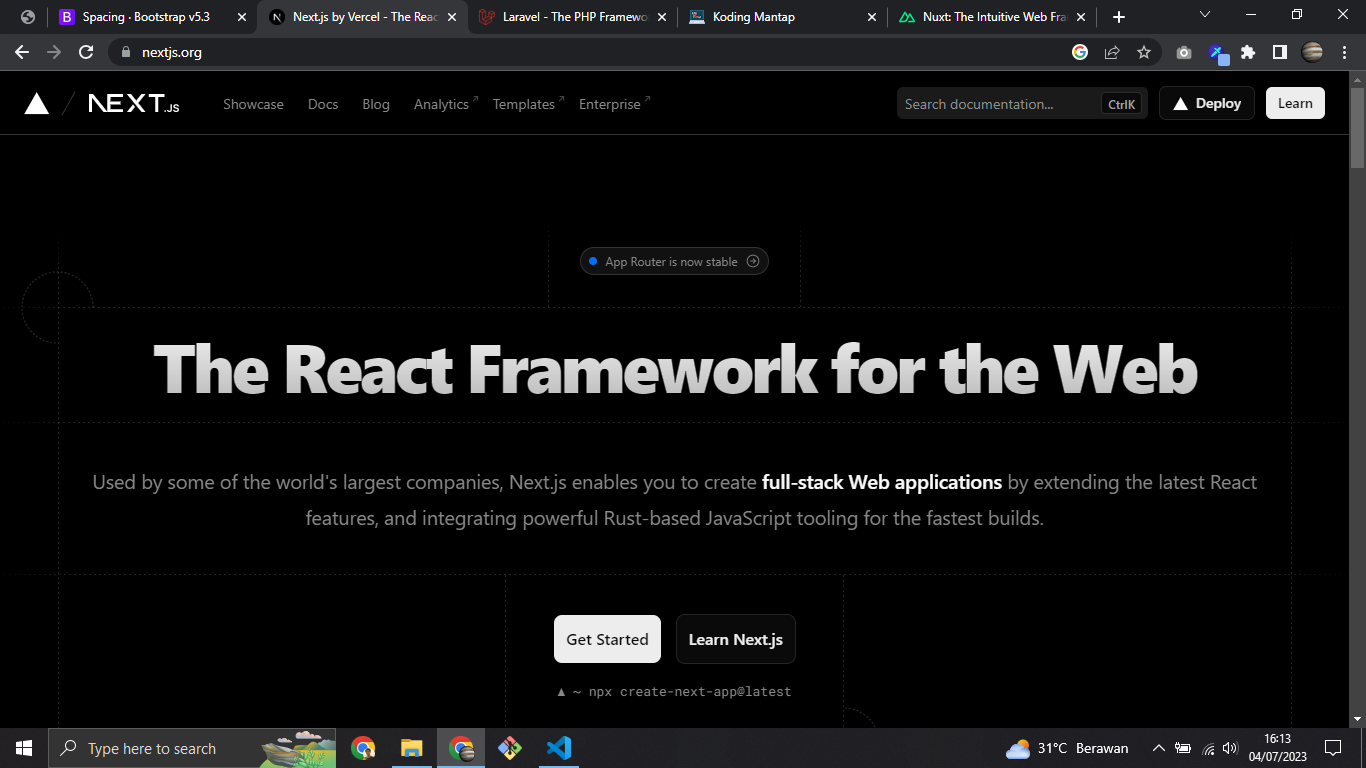 Spacing · Bootstrap v5.3
Next.js by Vercel - The Reac
Laravel - The PHP Framewo
Koding Mantap
Nuxt: The Intuitive Web Fra
nextjs.org
NEXT.JS
Showcase
Docs
Blog
Analytics
Templates
Enterprise
Search documentation...
CtrlK
Deploy
Learn
App Router is now stable
The React Framework for the Web
Used by some of the world's largest companies, Next.js enables you to create full-stack Web applications by extending the latest React
features, and integrating powerful Rust-based JavaScript tooling for the fastest builds.
Get Started
Learn Next.js
▲ ~ npx create-next-app@latest
Type here to search
31°C Berawan
16:13
04/07/2023